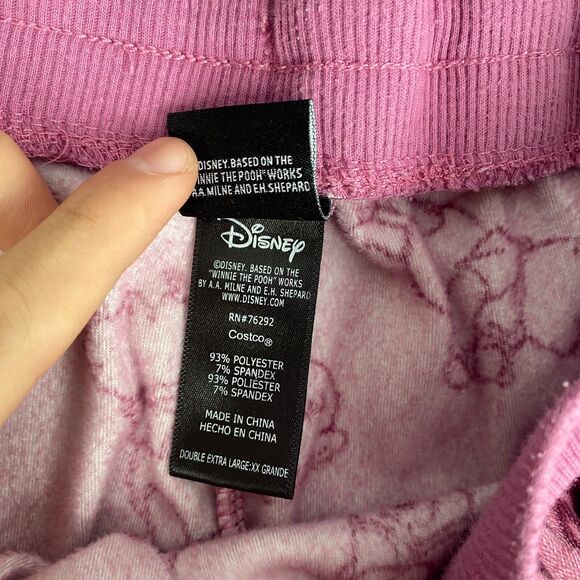 ©DISNEY. BASED ON THE
"WINNIE THE POOH" WORKS
A.A. MILNE AND E.H. SHEPARD
DISNEY
©DISNEY. BASED ON THE
"WINNIE THE POOH" WORKS
BY A.A. MILNE AND E.H. SHEPARD
WWW.DISNEY.COM
RN#76292
Costco®
93% POLYESTER
7% SPANDEX
93% POLIÉSTER
7% SPANDEX
MADE IN CHINA
HECHO EN CHINA
DOUBLE EXTRA LARGE:XX GRANDE